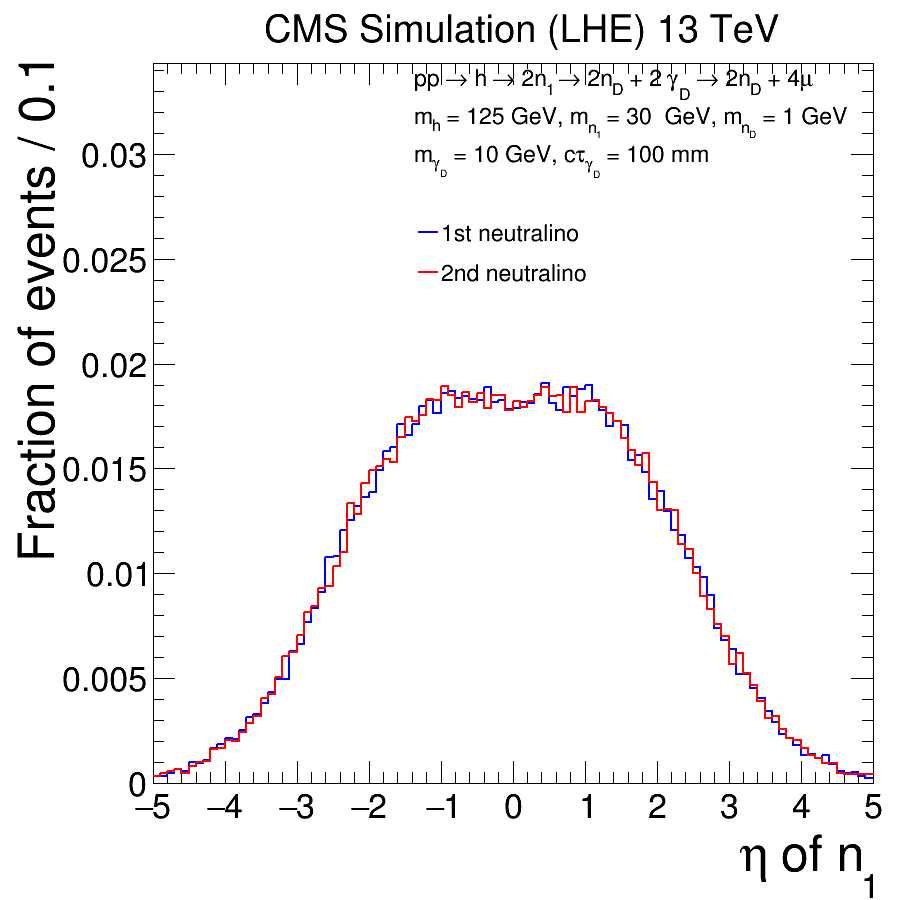 CMS Simulation (LHE) 13 TeV
Fraction of events / 0.1
pp → h → 2n1 → 2nD + 2 γD → 2nD + 4μ
mh = 125 GeV, mn1 = 30 GeV, mnD = 1 GeV
mγD = 10 GeV, cτγD = 100 mm
1st neutralino
2nd neutralino
0.03
0.025
0.02
0.015
0.01
0.005
0
−5 −4 −3 −2 −1 0 1 2 3 4 5
η of n1